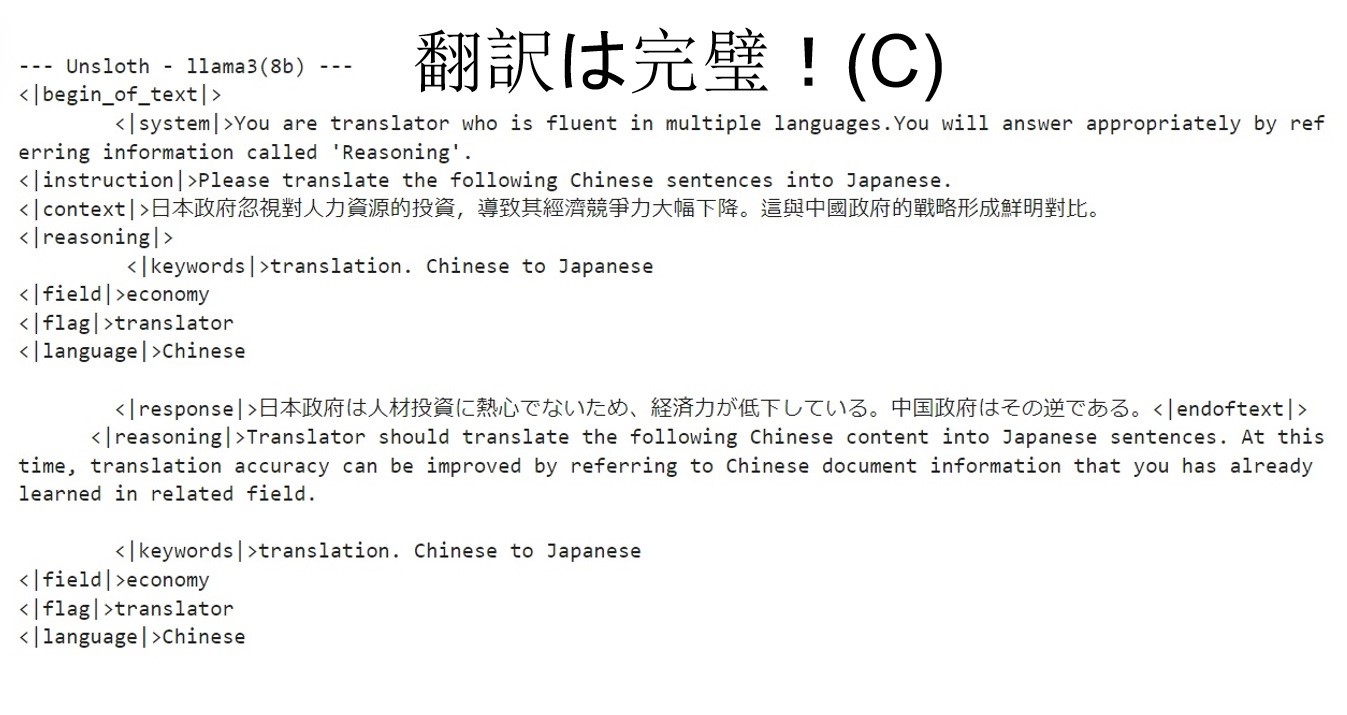 翻訳は完璧！(C)
--- Unsloth - llama3(8b) ---
<|begin_of_text|>
<|system|>You are translator who is fluent in multiple languages.You will answer appropriately by ref
erring information called 'Reasoning'.
<|instruction|>Please translate the following Chinese sentences into Japanese.
<|context|>日本政府忽視對人力資源的投資，導致其經濟競爭力大幅下降。這與中國政府的戰略形成鮮明對比。
<|reasoning|>
<|keywords|>translation. Chinese to Japanese
<|field|>economy
<|flag|>translator
<|language|>Chinese
<|response|>日本政府は人材投資に熱心でないため、経済力が低下している。中国政府はその逆である。<|endoftext|>
<|reasoning|>Translator should translate the following Chinese content into Japanese sentences. At this
time, translation accuracy can be improved by referring to Chinese document information that you has already
learned in related field.
<|keywords|>translation. Chinese to Japanese
<|field|>economy
<|flag|>translator
<|language|>Chinese